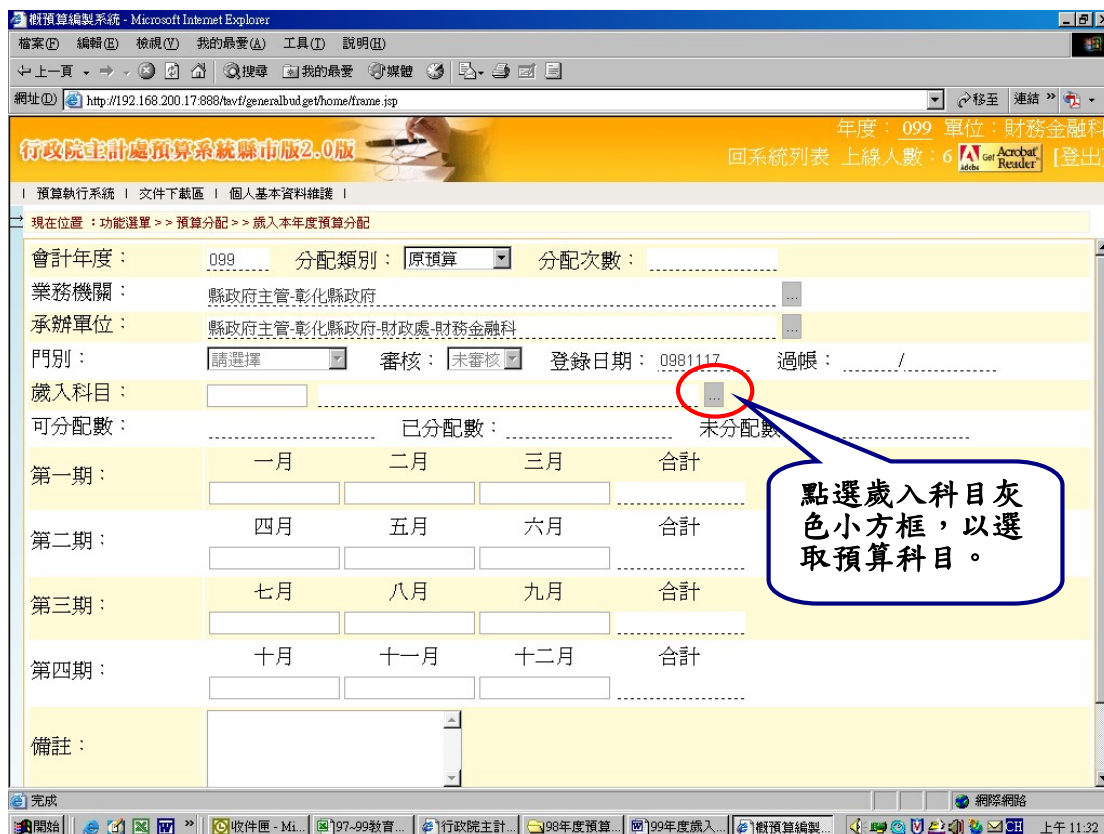 概預算編製系統 - Microsoft Internet Explorer
檔案(F) 編輯(E) 檢視(V) 我的最愛(A) 工具(T) 說明(H)
上一頁 搜尋 我的最愛 媒體
網址(D) http://192.168.200.17:888/tavf/generalbudget/home/frame.jsp 移至 連結 »
行政院主計處預算系統縣市版2.0版
年度：099 單位：財務金融科
回系統列表 上線人數：6 Adobe Get Acrobat Reader [登出]
| 預算執行系統 | 文件下載區 | 個人基本資料維護 |
現在位置 ：功能選單 >> 預算分配 >> 歲入本年度預算分配
會計年度： 099 分配類別： 原預算 分配次數：
業務機關： 縣政府主管-彰化縣政府 ...
承辦單位： 縣政府主管-彰化縣政府-財政處-財務金融科 ...
門別： 請選擇 審核： 未審核 登錄日期： 0981117 過帳： /
歲入科目： ...
可分配數： 已分配數： 未分配數
第一期： 一月 二月 三月 合計
第二期： 四月 五月 六月 合計
第三期： 七月 八月 九月 合計
第四期： 十月 十一月 十二月 合計
備註：
點選歲入科目灰
色小方框，以選
取預算科目。
完成 網際網路
開始 » 收件匣 - Mi... 97~99教育... 行政院主計... 98年度預算... 99年度歲入... 概預算編製... CH 上午 11:32